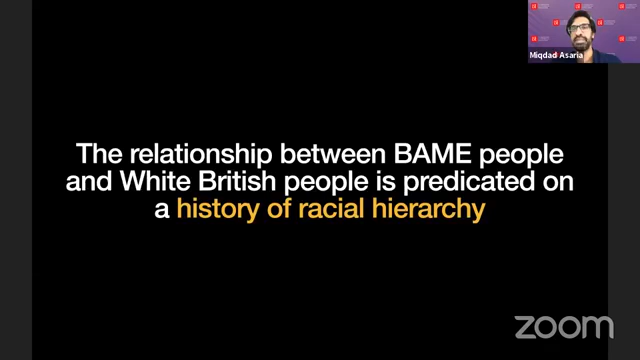 Miqdad Asaria
The relationship between BAME people
and White British people is predicated on
a history of racial hierarchy
zoom